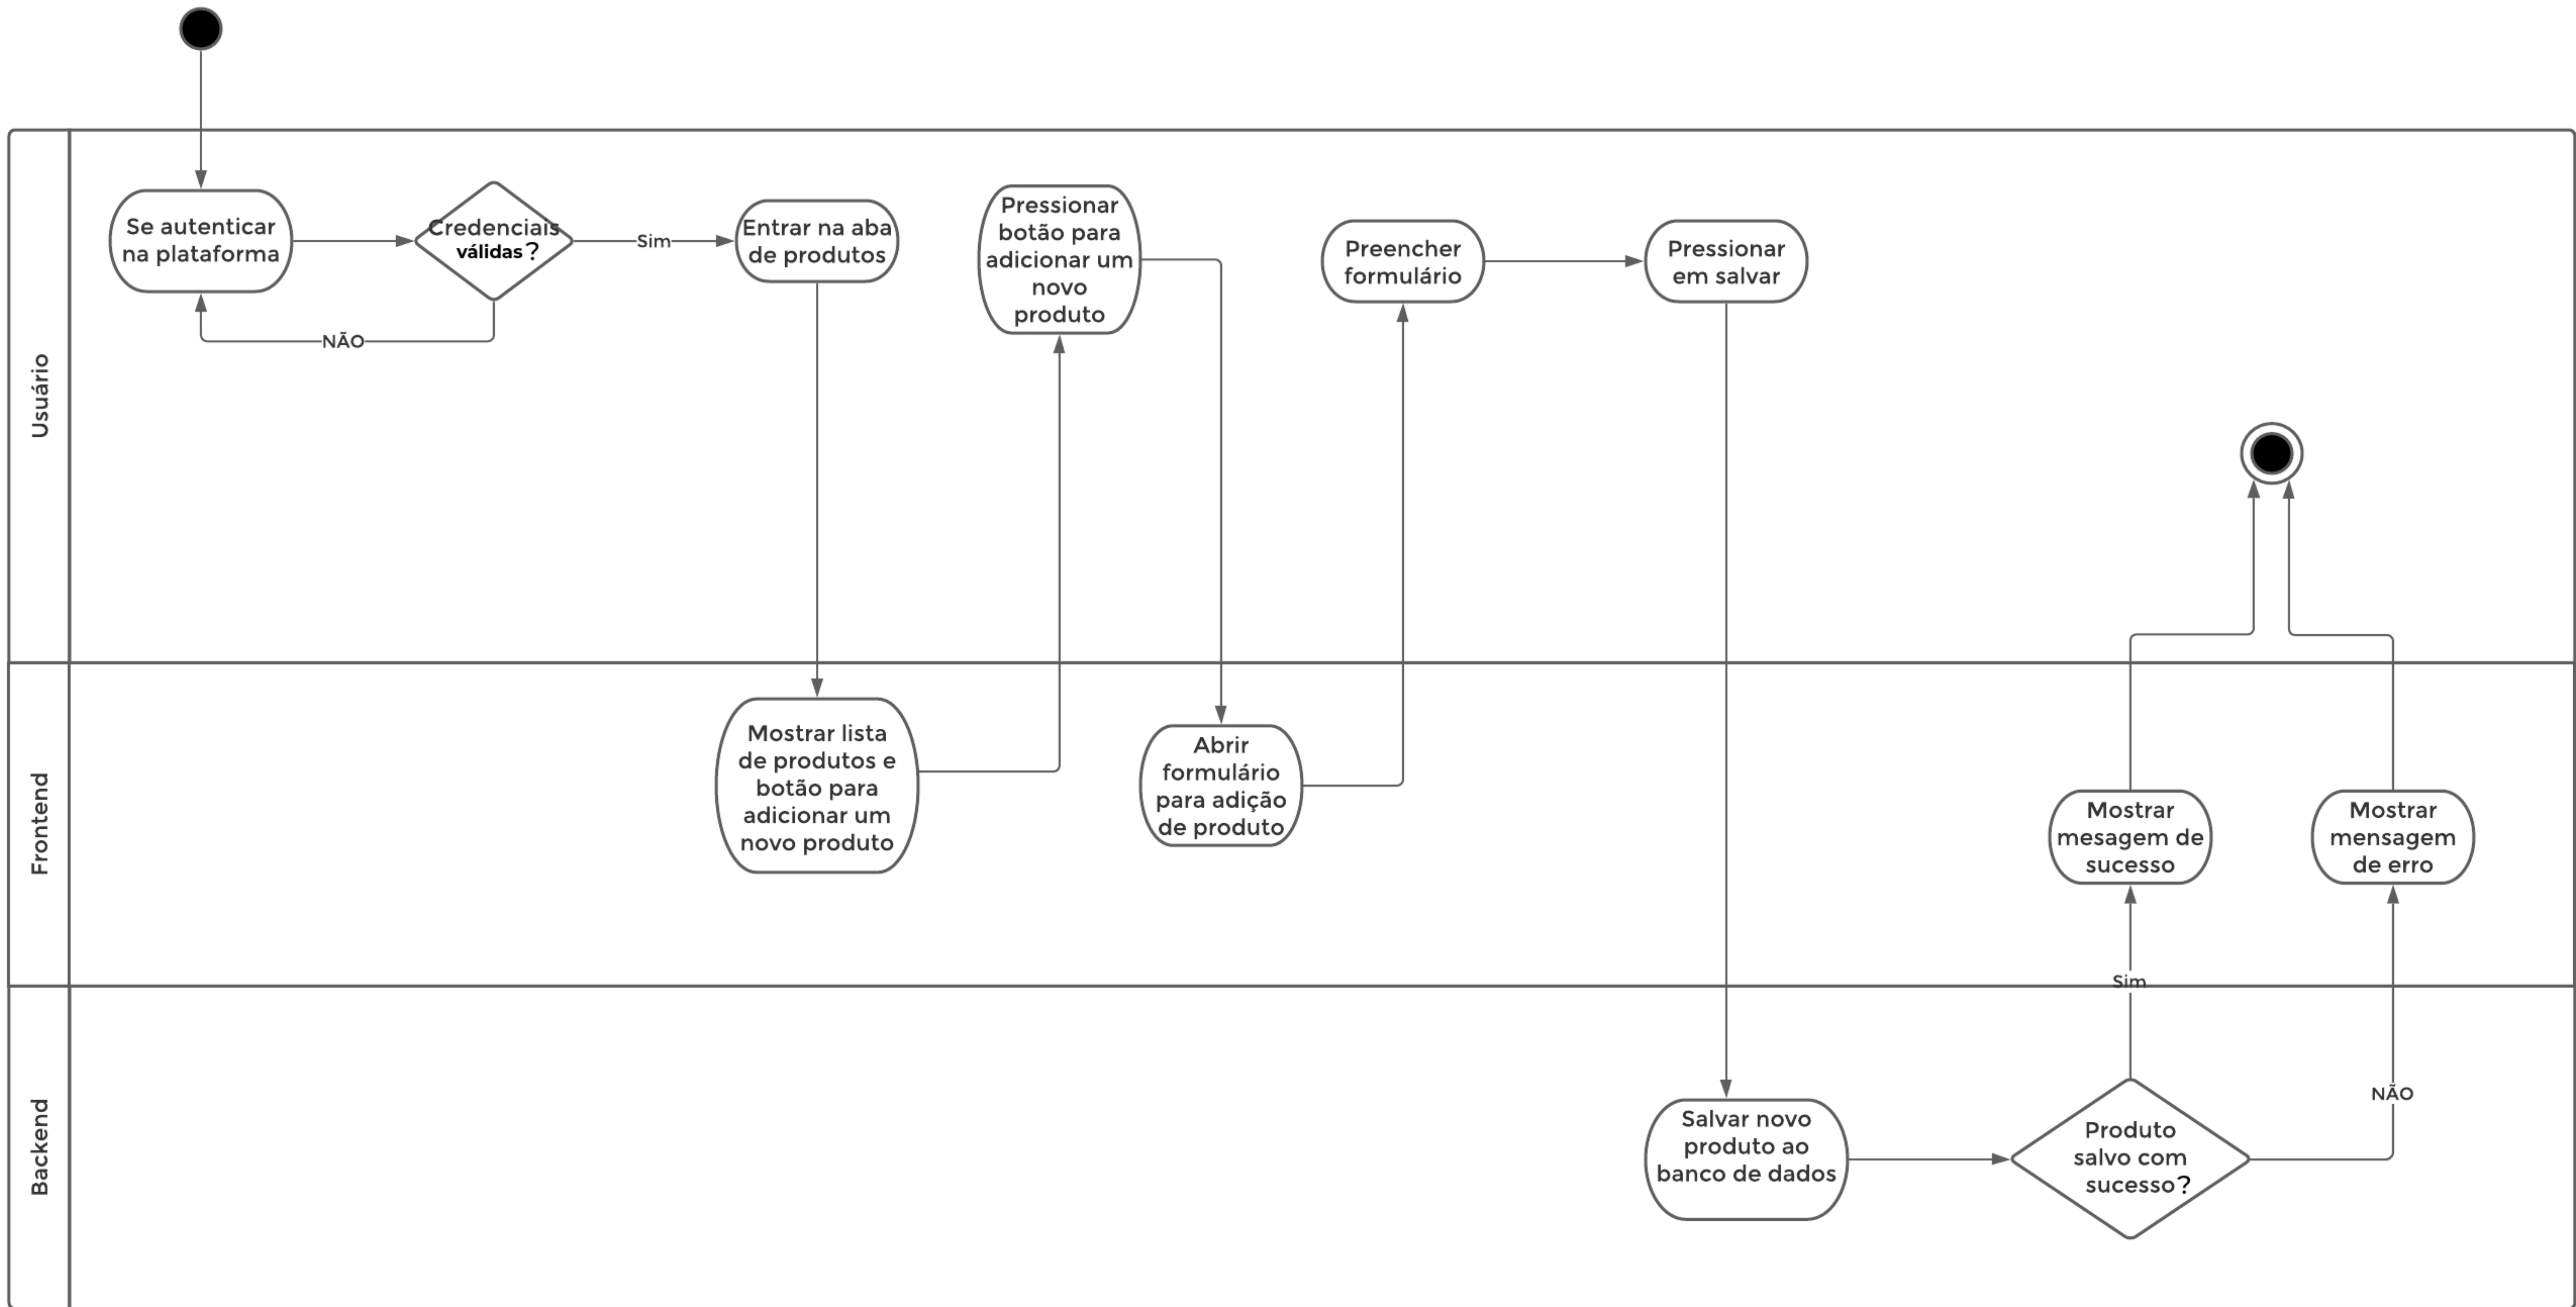 Usuário
Se autenticar
na plataforma
Credenciais
válidas?
Sim
NÃO
Entrar na aba
de produtos
Pressionar
botão para
adicionar um
novo
produto
Preencher
formulário
Pressionar
em salvar
Frontend
Mostrar lista
de produtos e
botão para
adicionar um
novo produto
Abrir
formulário
para adição
de produto
Mostrar
mesagem de
sucesso
Mostrar
mensagem
de erro
Sim
NÃO
Backend
Salvar novo
produto ao
banco de dados
Produto
salvo com
sucesso?